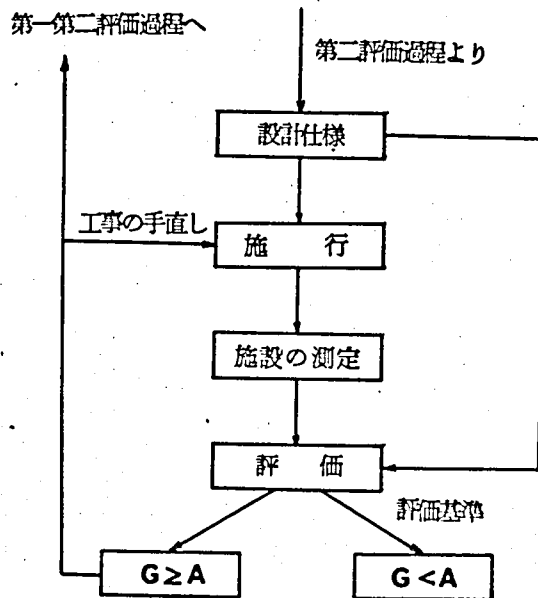 第一第二評価過程へ
第二評価過程より
設計仕様
工事の手直し
施 行
施設の測定
評 価
評価基準
G≥A
G<A